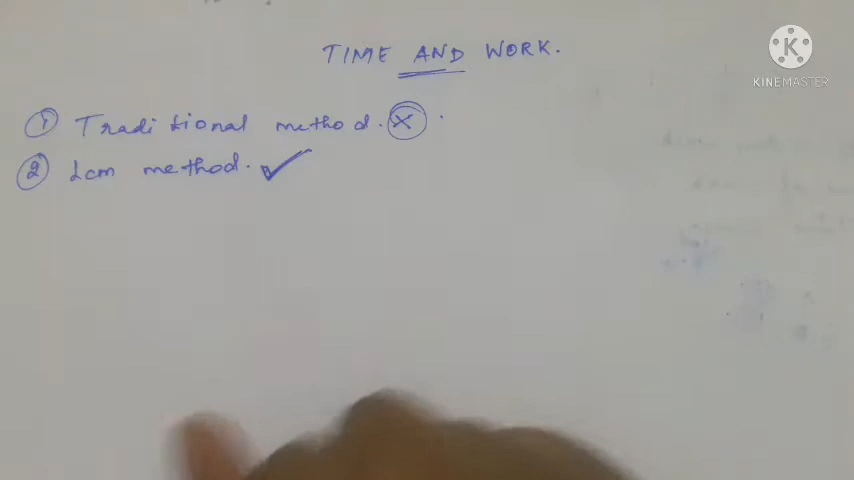 TIME AND WORK.
K
KINEMASTER
① Traditional method. ⓧ .
② Lcm method. ✓